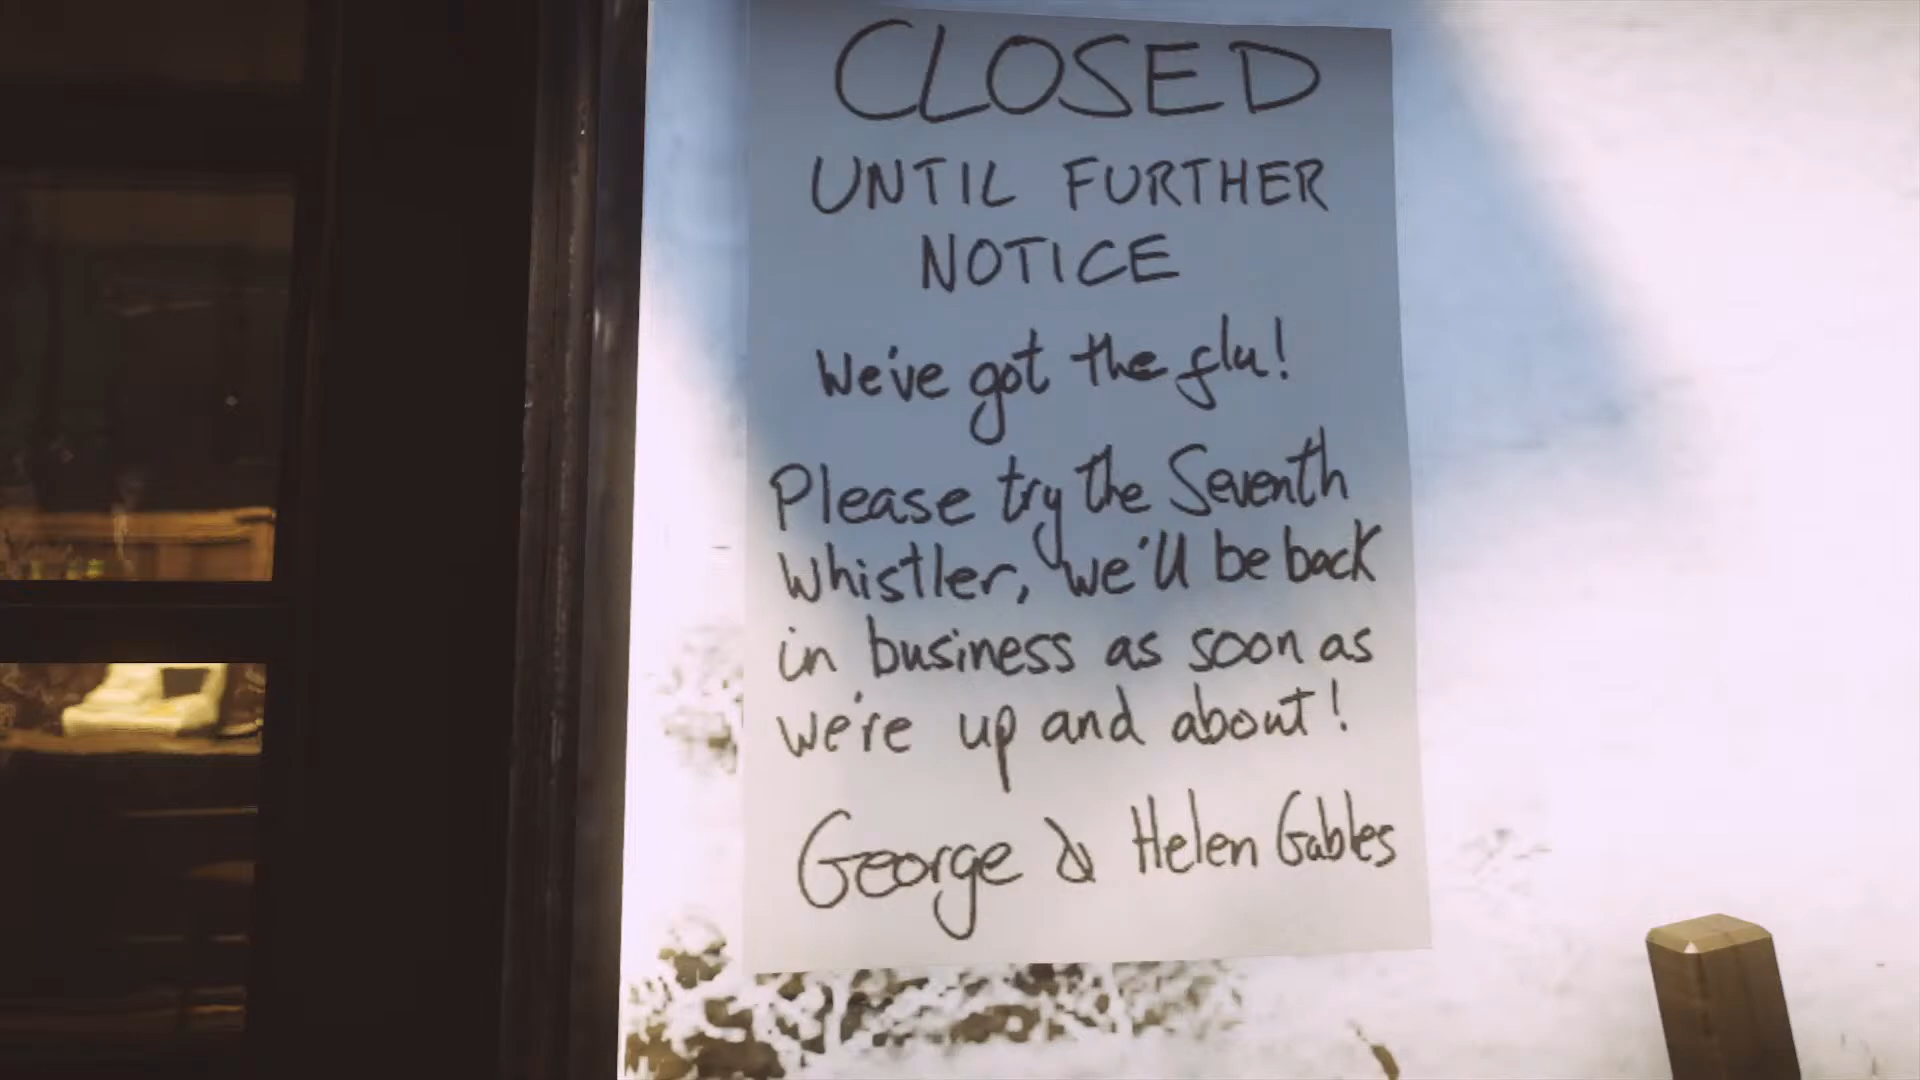 CLOSED
UNTIL FURTHER
NOTICE
We've got the flu!
Please try the Seventh
Whistler, we'll be back
in business as soon as
we're up and about!
George & Helen Gables